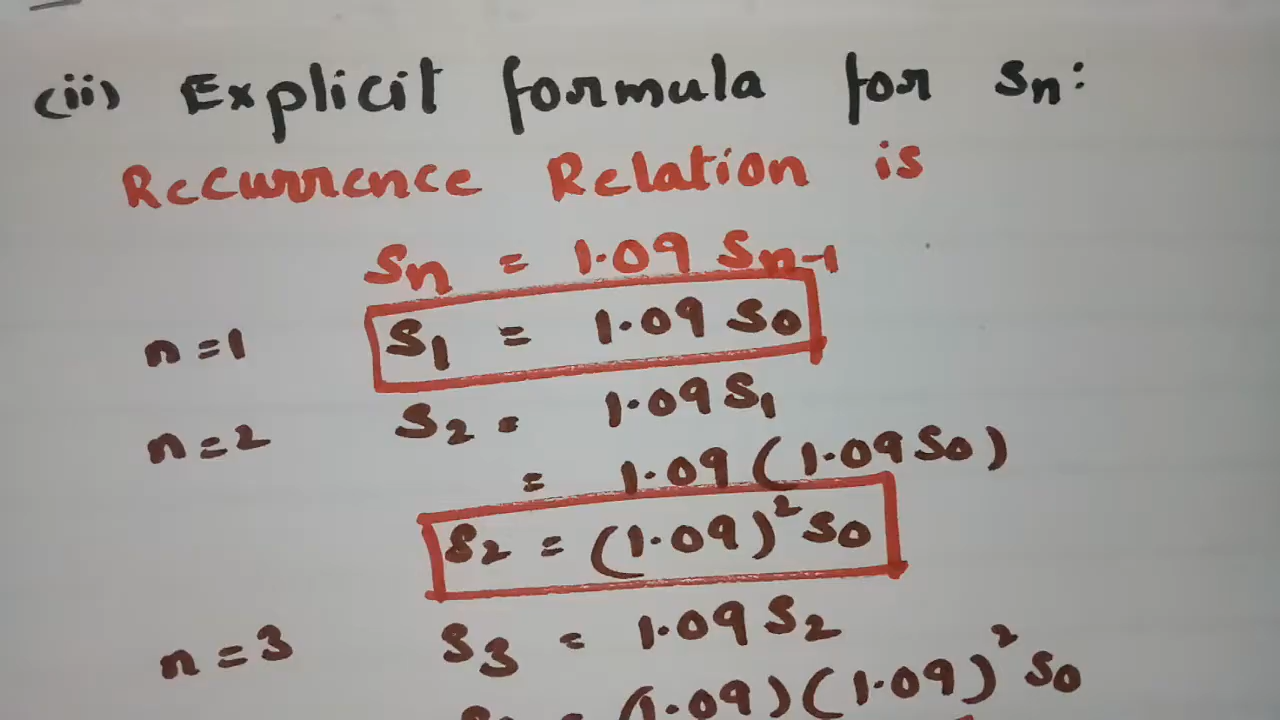 (ii) Explicit formula for Sn:
Recurrence Relation is
Sn = 1.09 Sn-1
n=1 S1 = 1.09 S0
n=2 S2 = 1.09 S1
= 1.09 (1.09 S0)
S2 = (1.09)² S0
n=3 S3 = 1.09 S2
= (1.09) (1.09)² S0